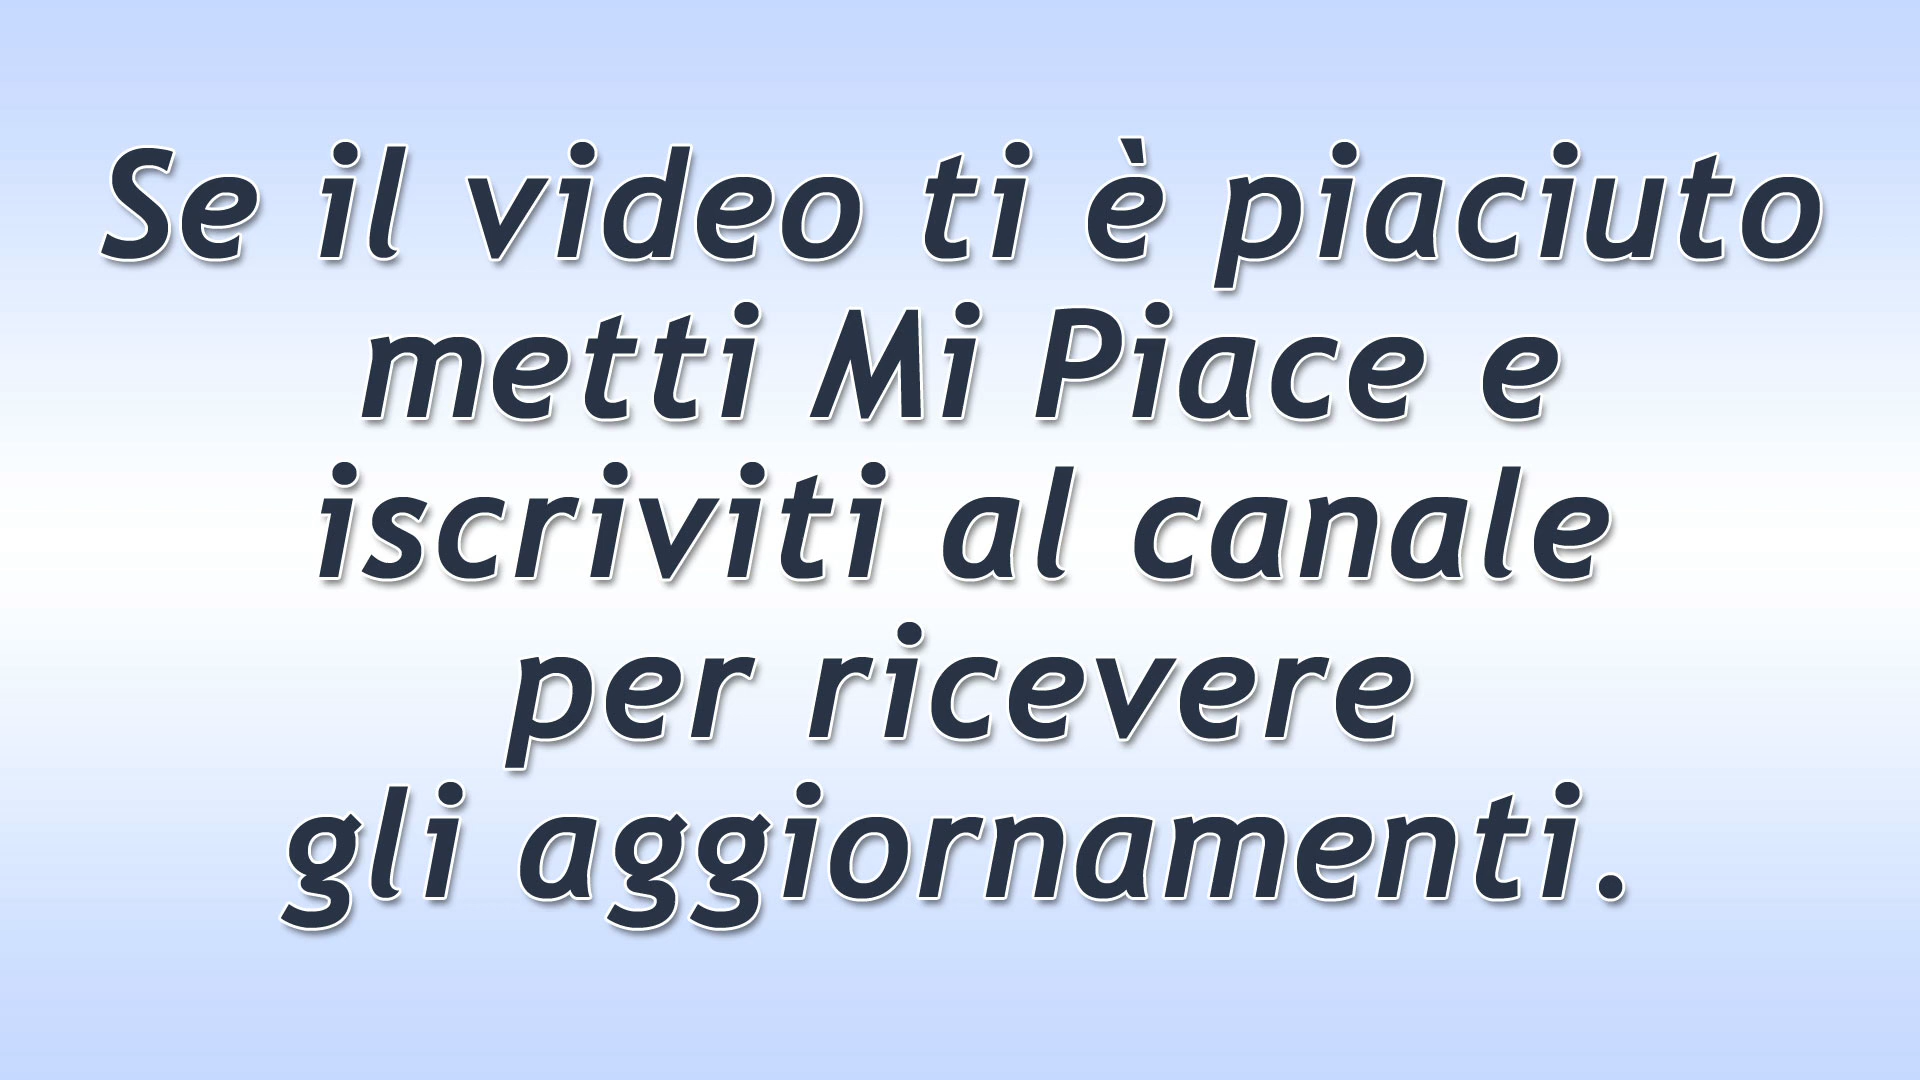 Se il video ti è piaciuto
metti Mi Piace e
iscriviti al canale
per ricevere
gli aggiornamenti.